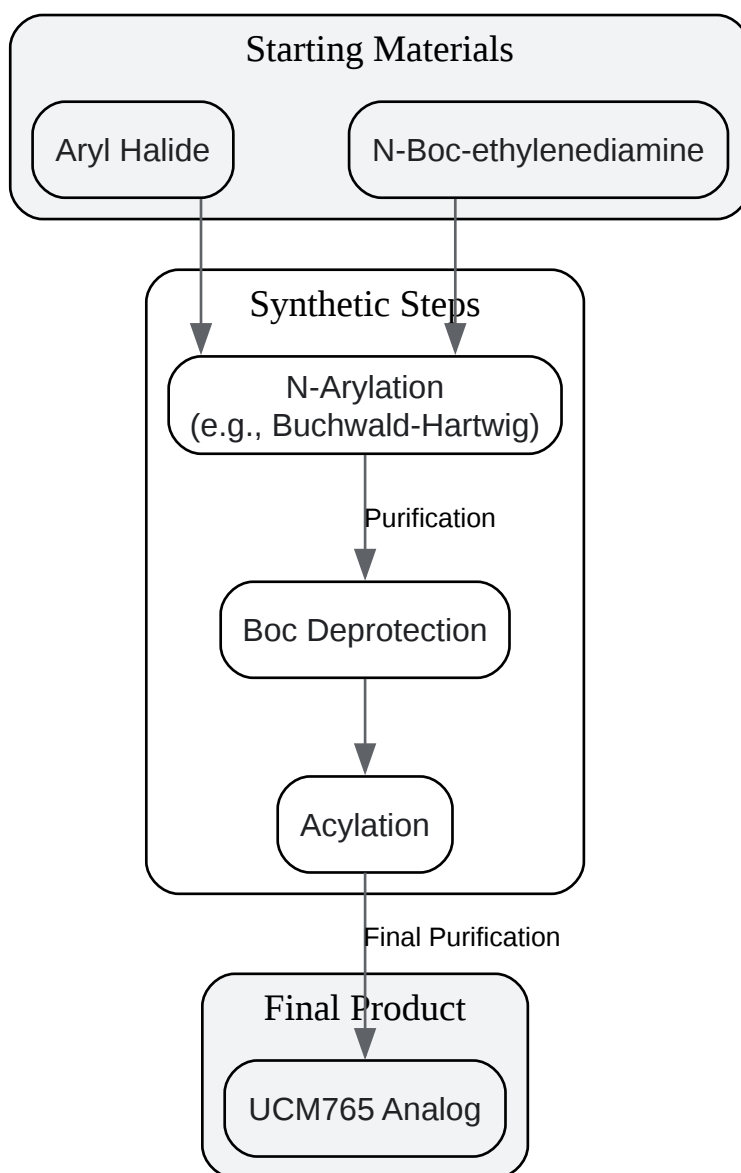 Starting Materials
Aryl Halide
N-Boc-ethylenediamine
Synthetic Steps
N-Arylation
(e.g., Buchwald-Hartwig)
Purification
Boc Deprotection
Acylation
Final Purification
Final Product
UCM765 Analog